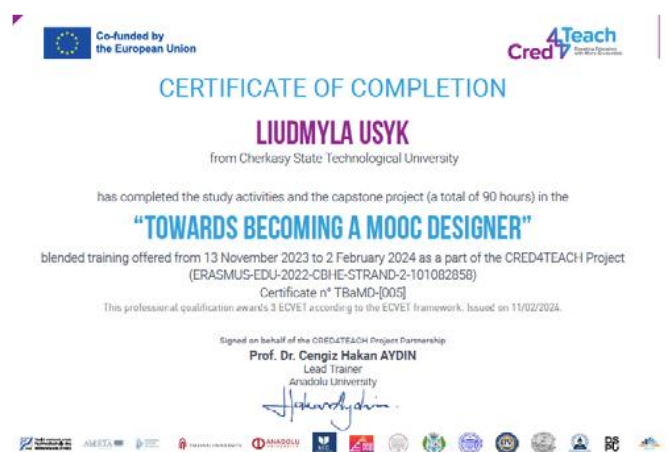 Co-funded by
the European Union
Cred4Teach
CERTIFICATE OF COMPLETION
LIUDMYLA USYK
from Cherkasy State Technological University
has completed the study activities and the capstone project (a total of 90 hours) in the
“TOWARDS BECOMING A MOOC DESIGNER”
blended training offered from 13 November 2023 to 2 February 2024 as a part of the CRED4TEACH Project
(ERASMUS-EDU-2022-CBHE-STRAND-2-101082858)
Certificate n° TBaMD-[005]
This professional qualification awards 3 ECVET according to the ECVET framework. Issued on 11/02/2024.
Signed on behalf of the CRED4TEACH Project Partnership
Prof. Dr. Cengiz Hakan AYDIN
Lead Trainer
Anadolu University
ANADOLU